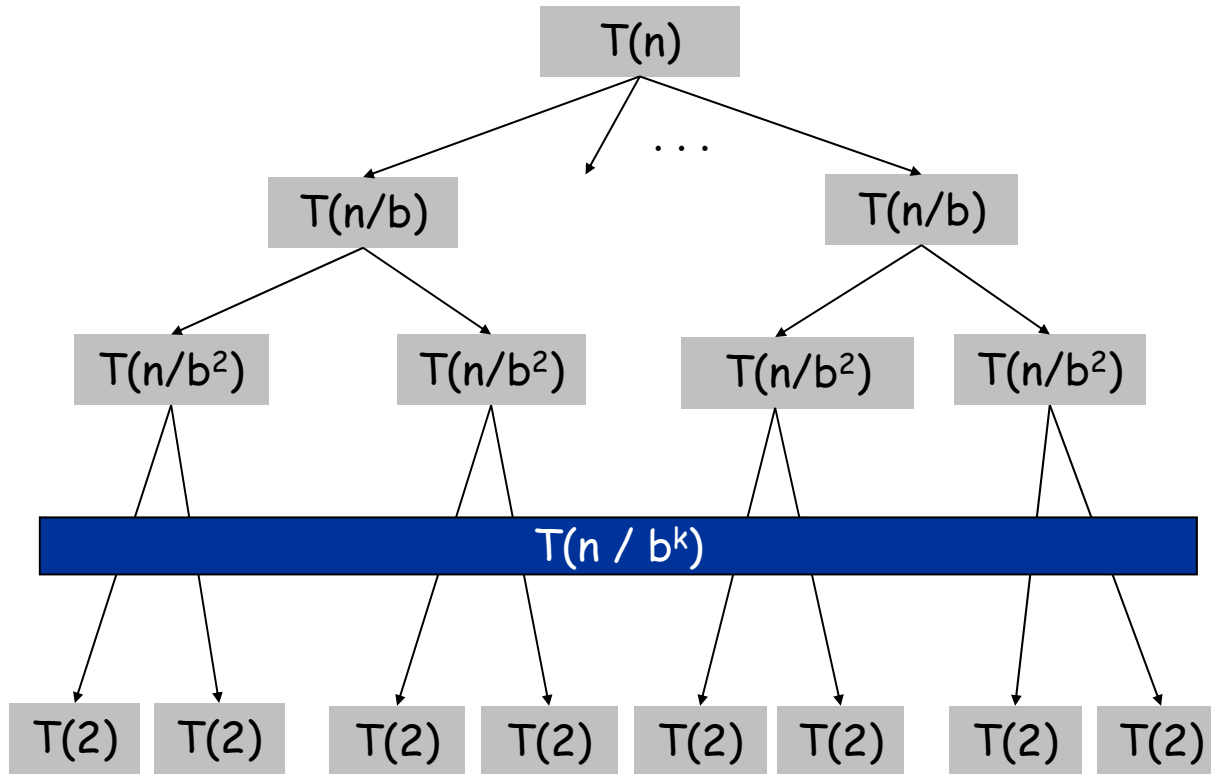 T(n)
. . .
T(n/b)
T(n/b)
T(n/b²)
T(n/b²)
T(n/b²)
T(n/b²)
T(n / bᵏ)
T(2)
T(2)
T(2)
T(2)
T(2)
T(2)
T(2)
T(2)